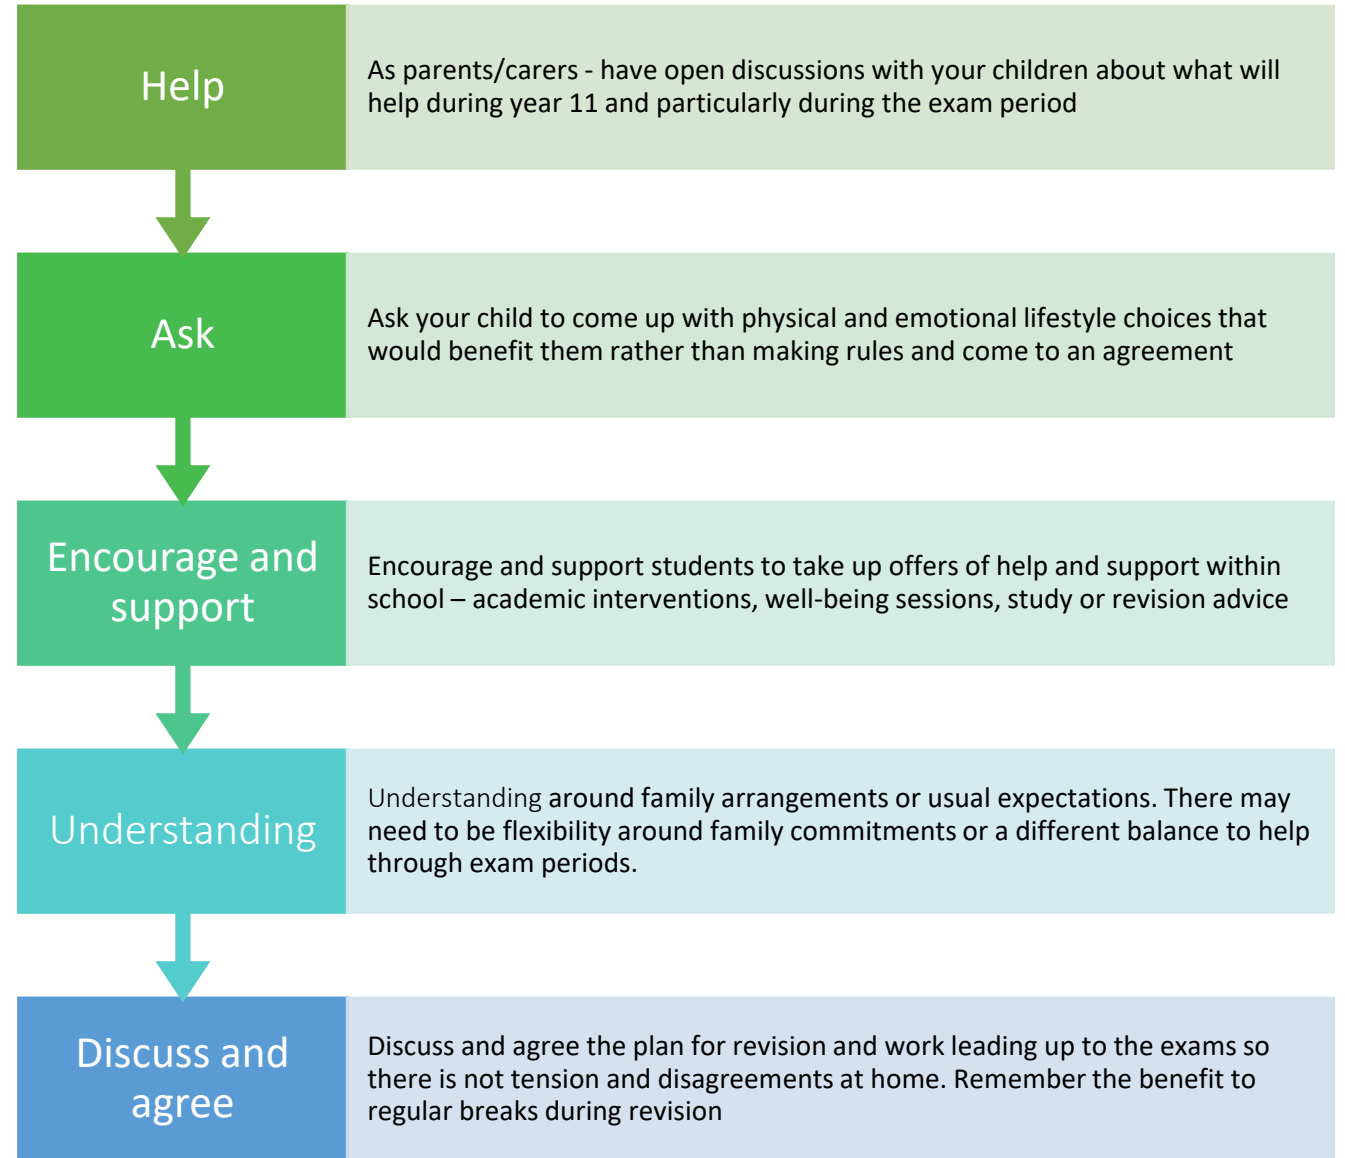 Help
As parents/carers - have open discussions with your children about what will
help during year 11 and particularly during the exam period
Ask
Ask your child to come up with physical and emotional lifestyle choices that
would benefit them rather than making rules and come to an agreement
Encourage and
support
Encourage and support students to take up offers of help and support within
school – academic interventions, well-being sessions, study or revision advice
Understanding
Understanding around family arrangements or usual expectations. There may
need to be flexibility around family commitments or a different balance to help
through exam periods.
Discuss and
agree
Discuss and agree the plan for revision and work leading up to the exams so
there is not tension and disagreements at home. Remember the benefit to
regular breaks during revision